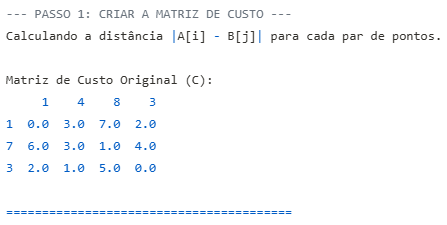 --- PASSO 1: CRIAR A MATRIZ DE CUSTO ---
Calculando a distância |A[i] - B[j]| para cada par de pontos.
Matriz de Custo Original (C):
1 4 8 3
1 0.0 3.0 7.0 2.0
7 6.0 3.0 1.0 4.0
3 2.0 1.0 5.0 0.0
========================================